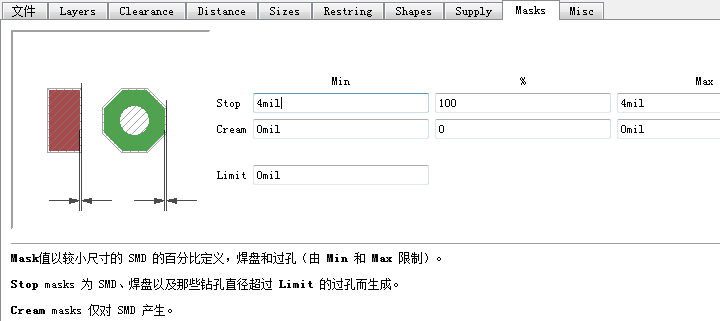 文件 Layers Clearance Distance Sizes Restring Shapes Supply Masks Misc
Min % Max
Stop 4mil 100 4mil
Cream 0mil 0 0mil
Limit 0mil
Mask值以较小尺寸的 SMD 的百分比定义，焊盘和过孔（由 Min 和 Max 限制）。
Stop masks 为 SMD、焊盘以及那些钻孔直径超过 Limit 的过孔而生成。
Cream masks 仅对 SMD 产生。